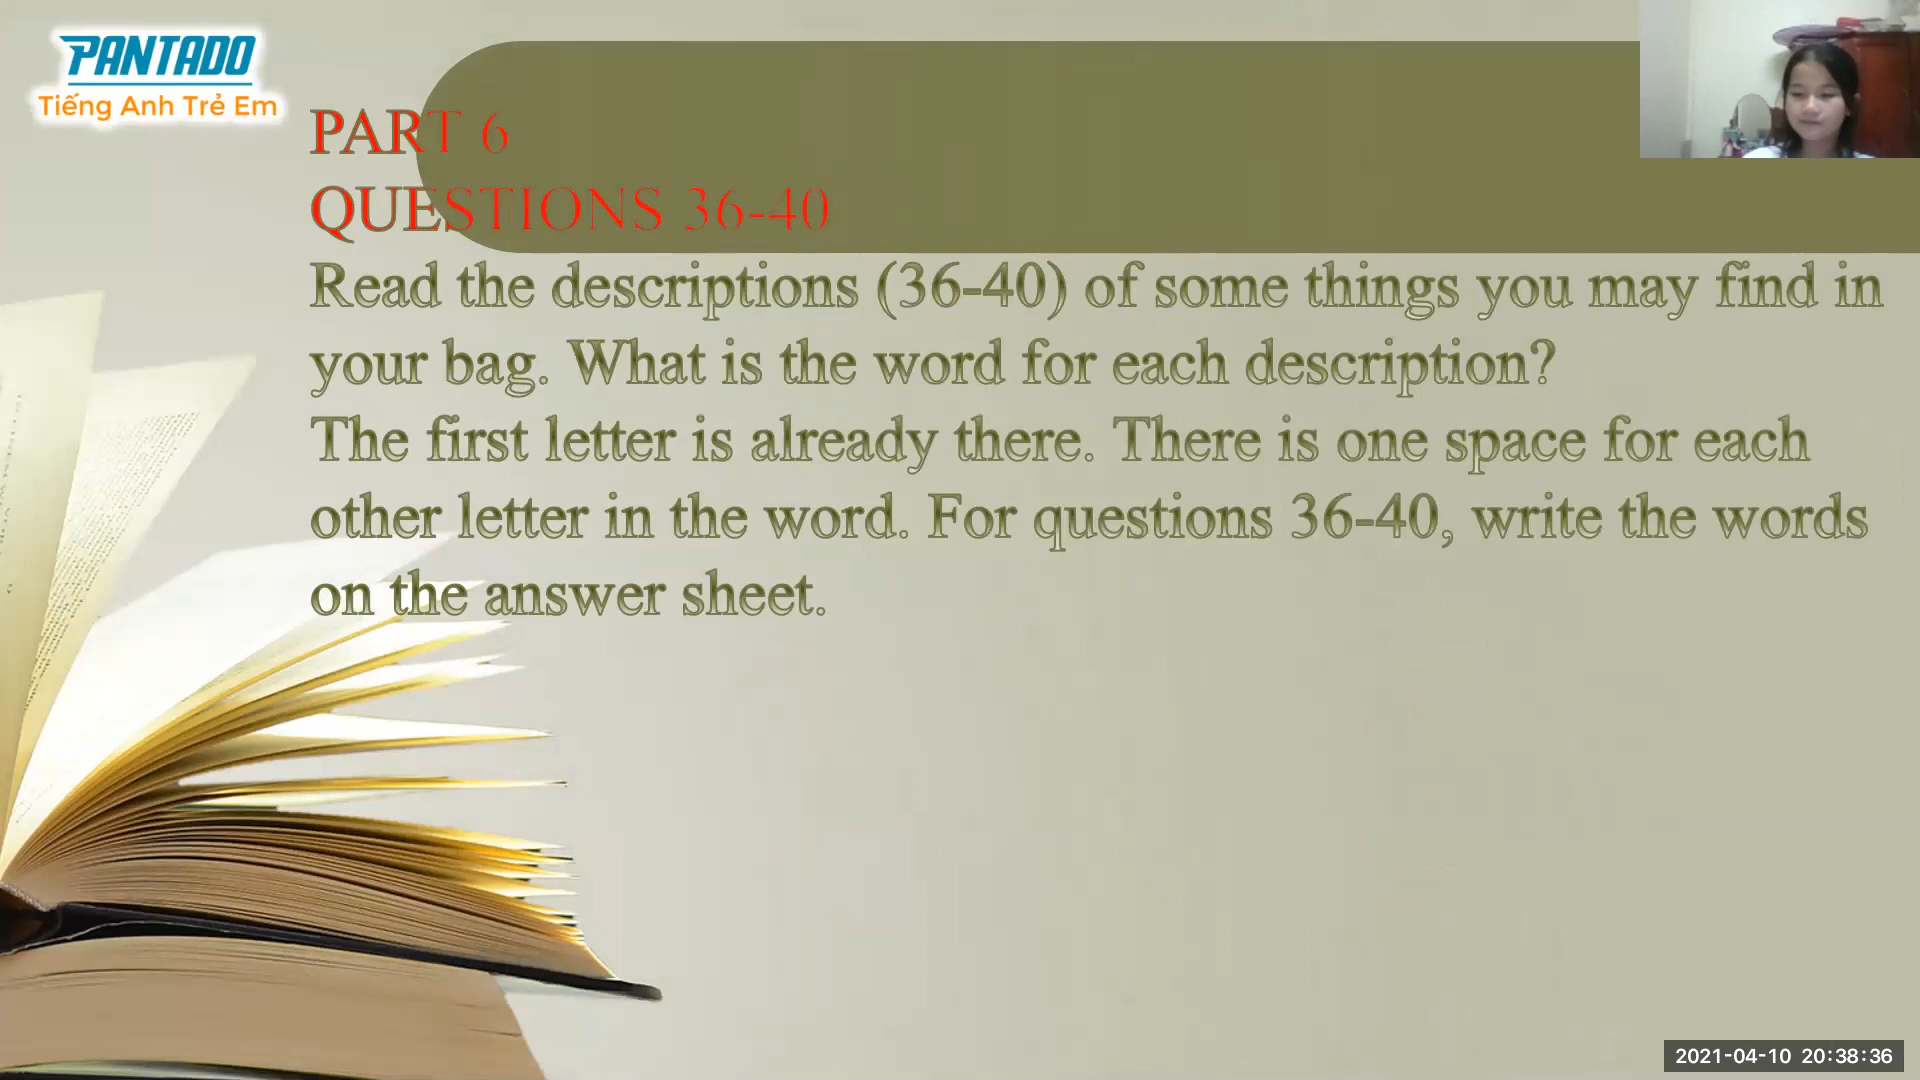 PANTADO
Tiếng Anh Trẻ Em
PART 6
QUESTIONS 36-40
Read the descriptions (36-40) of some things you may find in
your bag. What is the word for each description?
The first letter is already there. There is one space for each
other letter in the word. For questions 36-40, write the words
on the answer sheet.
2021-04-10 20:38:36